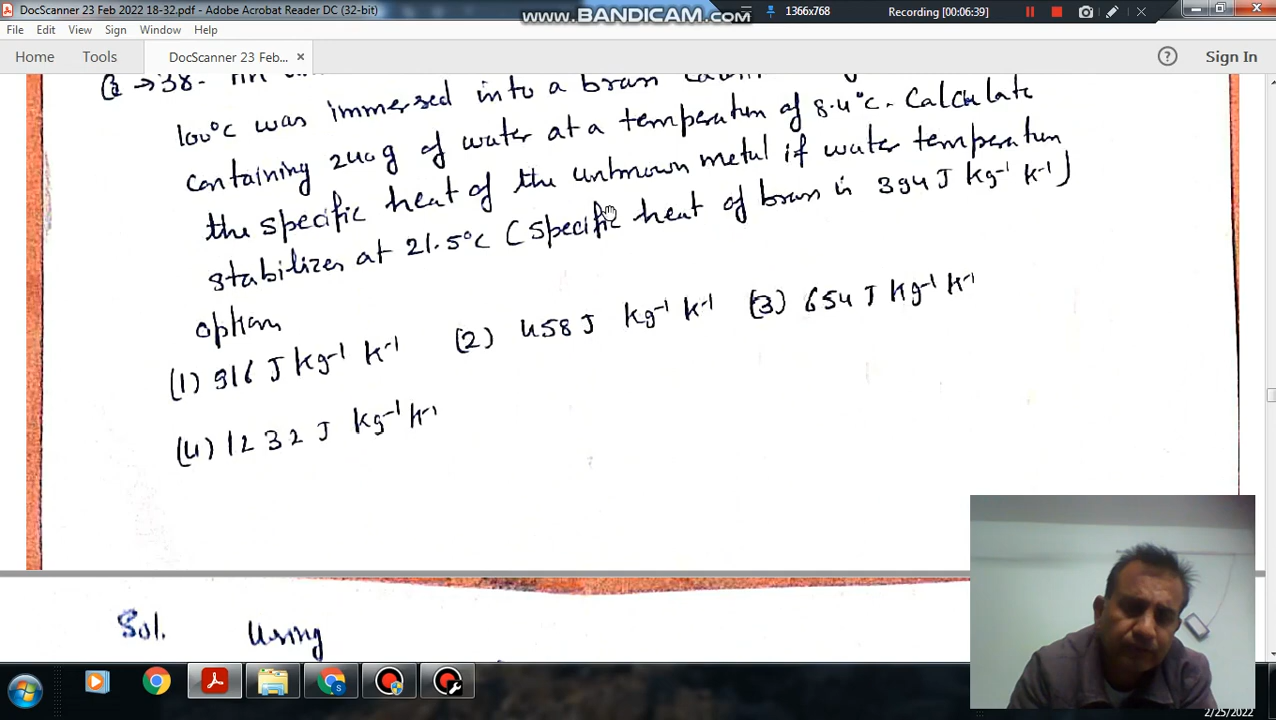 DocScanner 23 Feb 2022 18-32.pdf - Adobe Acrobat Reader DC (32-bit)
www.BANDICAM.com
1366x768
Recording [00:06:39]
File Edit View Sign Window Help
Home Tools DocScanner 23 Feb... × Sign In
Q → 38.
100°C was immersed into a brass
containing 240g of water at a temperature of 8.4°C. Calculate
the specific heat of the unknown metal if water temperature
stabilizes at 21.5°C (specific heat of brass is 394 J kg⁻¹ K⁻¹)
option
(1) 916 J kg⁻¹ K⁻¹ (2) 458 J kg⁻¹ K⁻¹ (3) 654 J kg⁻¹ K⁻¹
(4) 1232 J kg⁻¹ K⁻¹
Sol. Using
2/25/2022